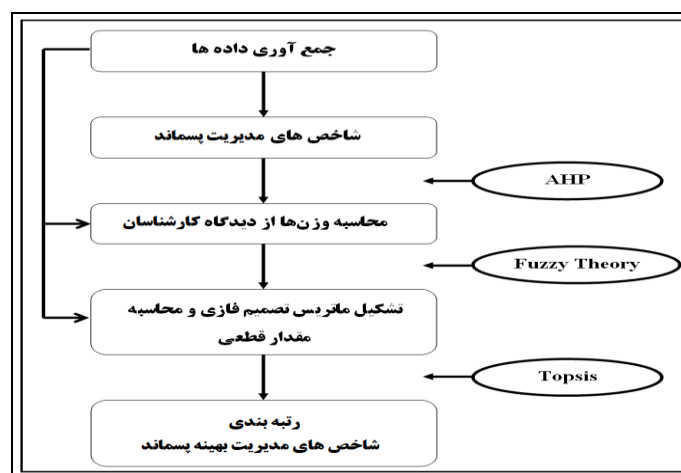 جمع آوری داده ها
شاخص های مدیریت پسماند
AHP
محاسبه وزن‌ها از دیدگاه کارشناسان
Fuzzy Theory
تشکیل ماتریس تصمیم فازی و محاسبه
مقدار قطعی
Topsis
رتبه بندی
شاخص های مدیریت بهینه پسماند